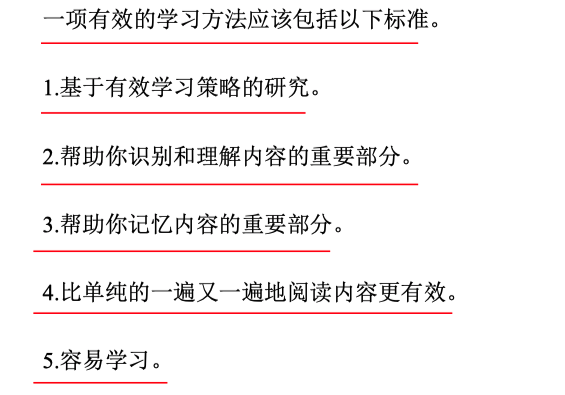 一项有效的学习方法应该包括以下标准。
1.基于有效学习策略的研究。
2.帮助你识别和理解内容的重要部分。
3.帮助你记忆内容的重要部分。
4.比单纯的一遍又一遍地阅读内容更有效。
5.容易学习。